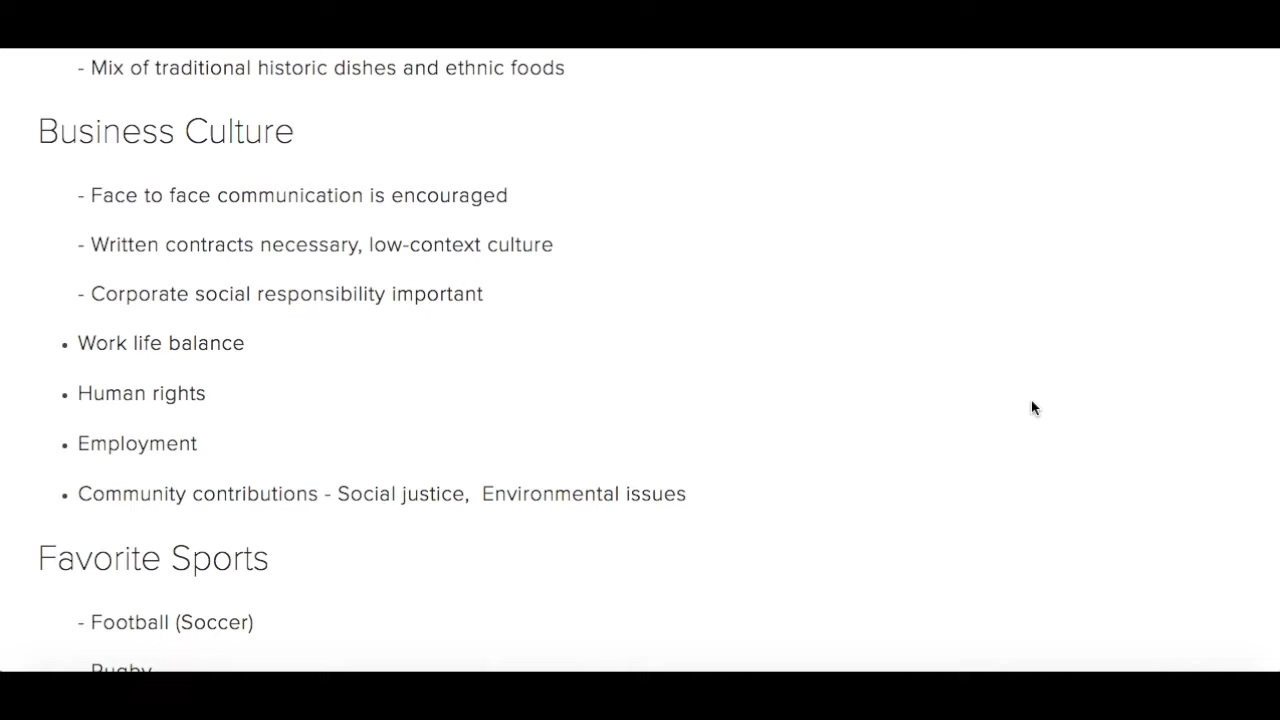 - Mix of traditional historic dishes and ethnic foods
Business Culture
- Face to face communication is encouraged
- Written contracts necessary, low-context culture
- Corporate social responsibility important
• Work life balance
• Human rights
• Employment
• Community contributions - Social justice,  Environmental issues
Favorite Sports
- Football (Soccer)
- Rugby